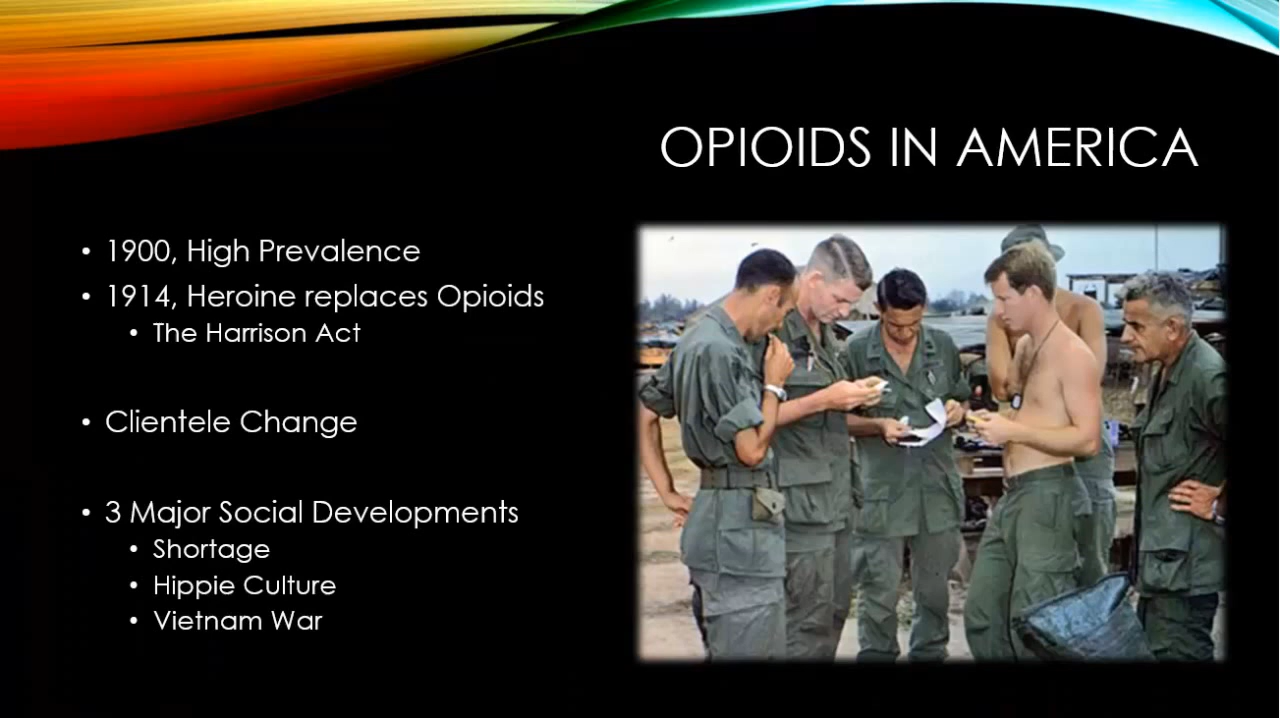 OPIOIDS IN AMERICA
• 1900, High Prevalence
• 1914, Heroine replaces Opioids
• The Harrison Act
• Clientele Change
• 3 Major Social Developments
• Shortage
• Hippie Culture
• Vietnam War